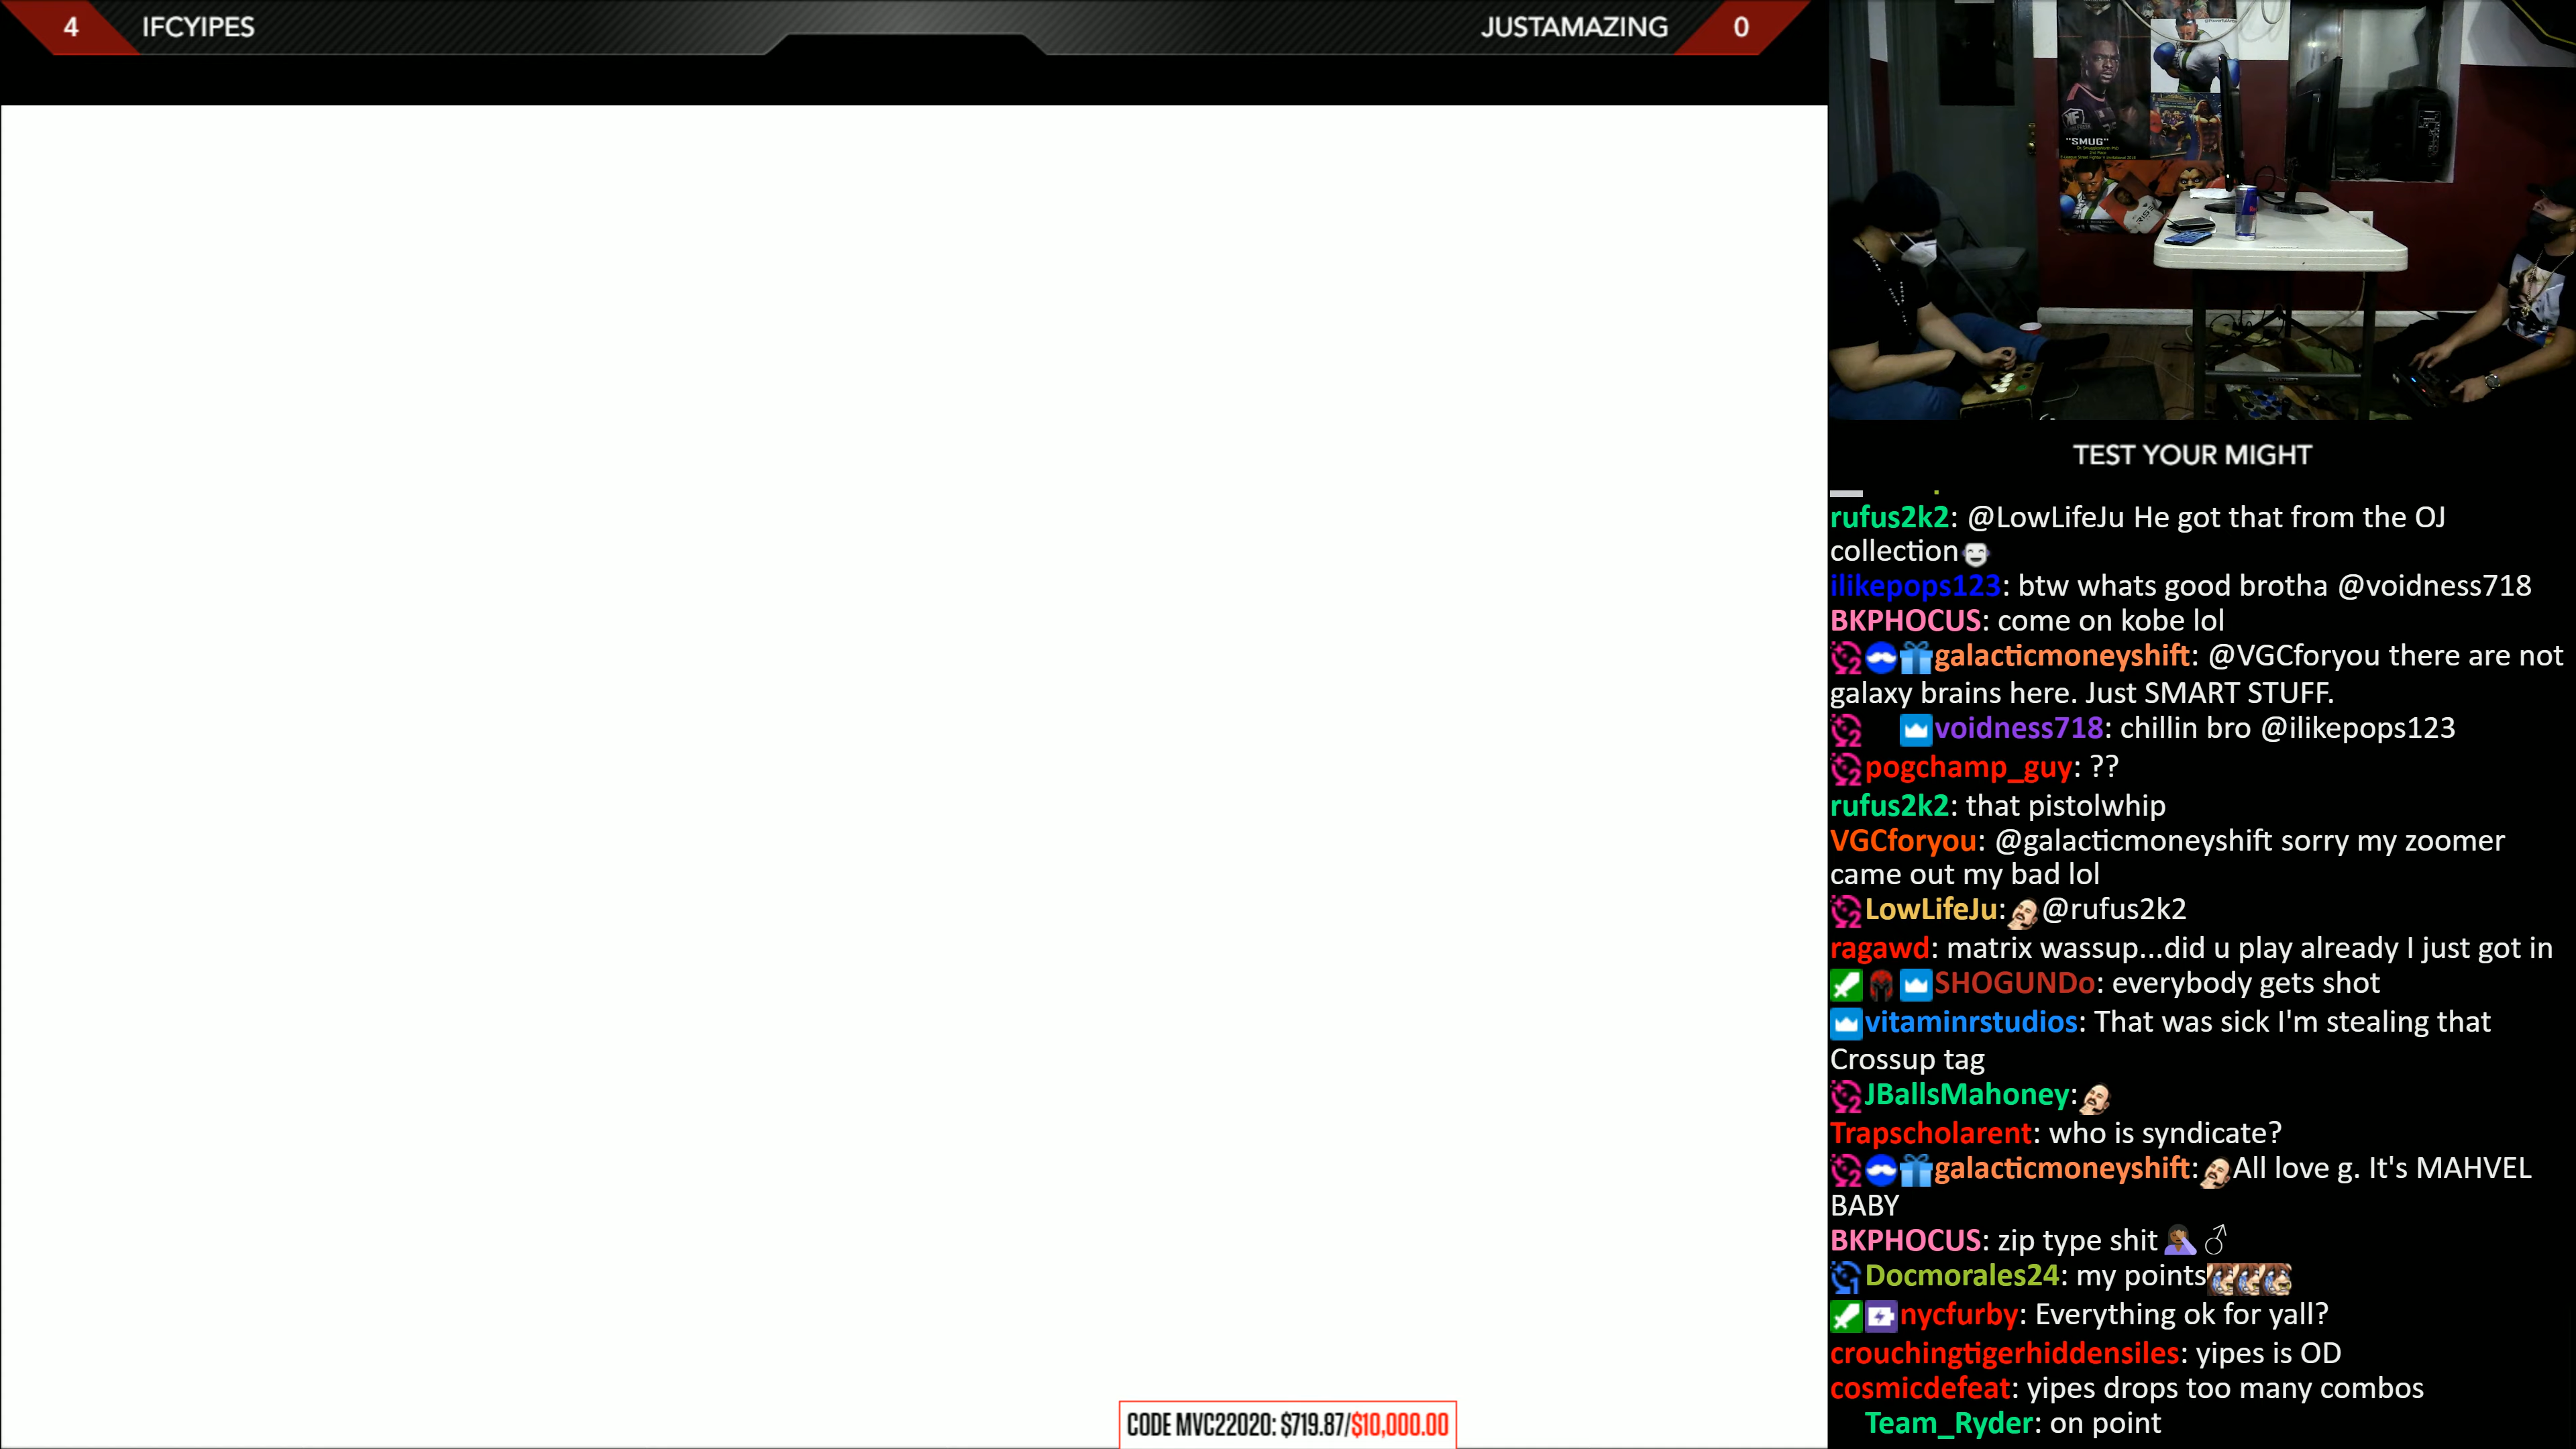 4 IFCYIPES JUSTAMAZING 0
"SMUG"
TEST YOUR MIGHT
rufus2k2: @LowLifeJu He got that from the OJ
collection
ilikepops123: btw whats good brotha @voidness718
BKPHOCUS: come on kobe lol
galacticmoneyshift: @VGCforyou there are not
galaxy brains here. Just SMART STUFF.
voidness718: chillin bro @ilikepops123
pogchamp_guy: ??
rufus2k2: that pistolwhip
VGCforyou: @galacticmoneyshift sorry my zoomer
came out my bad lol
LowLifeJu: @rufus2k2
ragawd: matrix wassup...did u play already I just got in
SHOGUNDo: everybody gets shot
vitaminrstudios: That was sick I'm stealing that
Crossup tag
JBallsMahoney:
Trapscholarent: who is syndicate?
galacticmoneyshift: All love g. It's MAHVEL
BABY
BKPHOCUS: zip type shit ♂
Docmorales24: my points
nycfurby: Everything ok for yall?
crouchingtigerhiddensiles: yipes is OD
cosmicdefeat: yipes drops too many combos
Team_Ryder: on point
CODE MVC22020: $719.87/$10,000.00